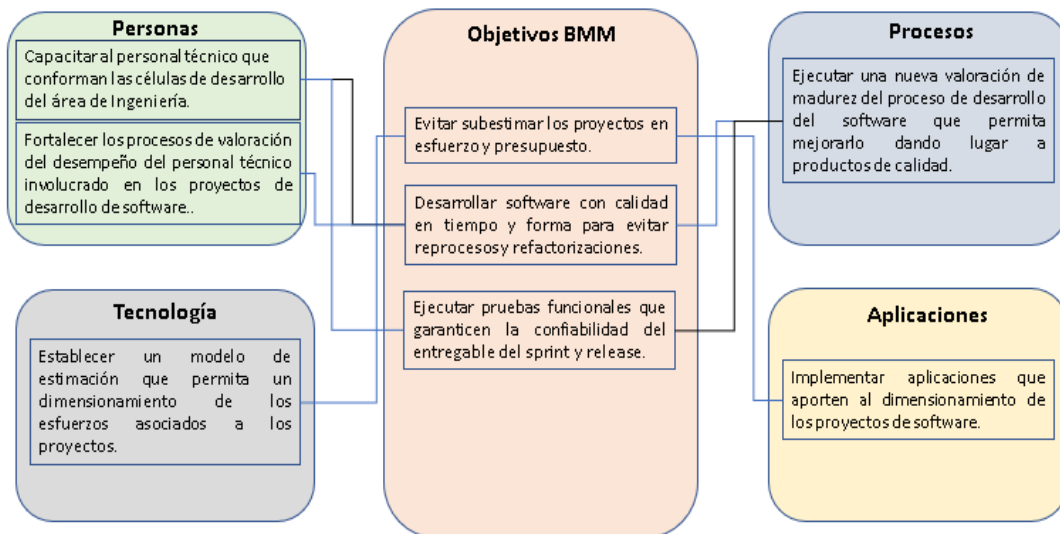 Personas
Capacitar al personal técnico que
conforman las células de desarrollo
del área de Ingeniería.
Fortalecer los procesos de valoración
del desempeño del personal técnico
involucrado en los proyectos de
desarrollo de software..
Tecnología
Establecer un modelo de
estimación que permita un
dimensionamiento de los
esfuerzos asociados a los
proyectos.
Objetivos BMM
Evitar subestimar los proyectos en
esfuerzo y presupuesto.
Desarrollar software con calidad
en tiempo y forma para evitar
reprocesos y refactorizaciones.
Ejecutar pruebas funcionales que
garanticen la confiabilidad del
entregable del sprint y release.
Procesos
Ejecutar una nueva valoración de
madurez del proceso de desarrollo
del software que permita
mejorarlo dando lugar a
productos de calidad.
Aplicaciones
Implementar aplicaciones que
aporten al dimensionamiento de
los proyectos de software.